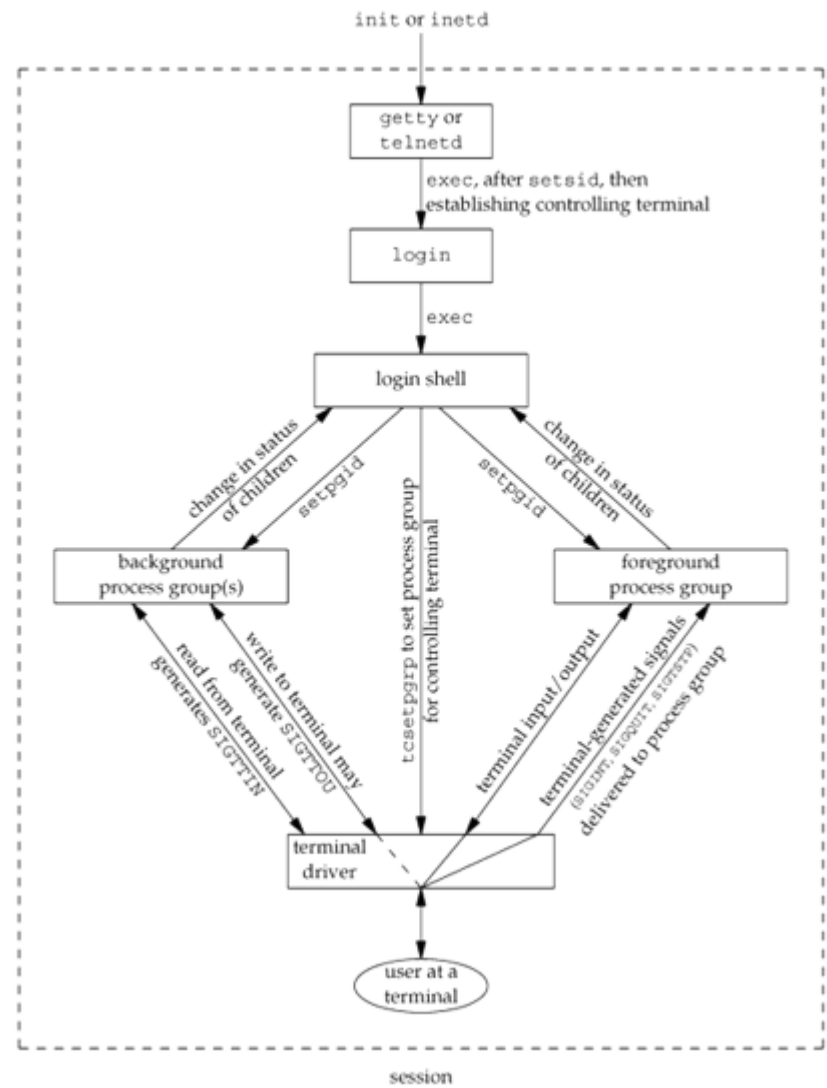 init or inetd
getty or
telnetd
exec, after setsid, then
establishing controlling terminal
login
exec
login shell
change in status
of children
setpgid
tcsetpgrp to set process group
for controlling terminal
setpgid
change in status
of children
background
process group(s)
foreground
process group
read from terminal
generates SIGTTIN
write to terminal may
generate SIGTTOU
terminal input/output
terminal-generated signals
(SIGINT, SIGQUIT, SIGTSTP)
delivered to process group
terminal
driver
user at a
terminal
session